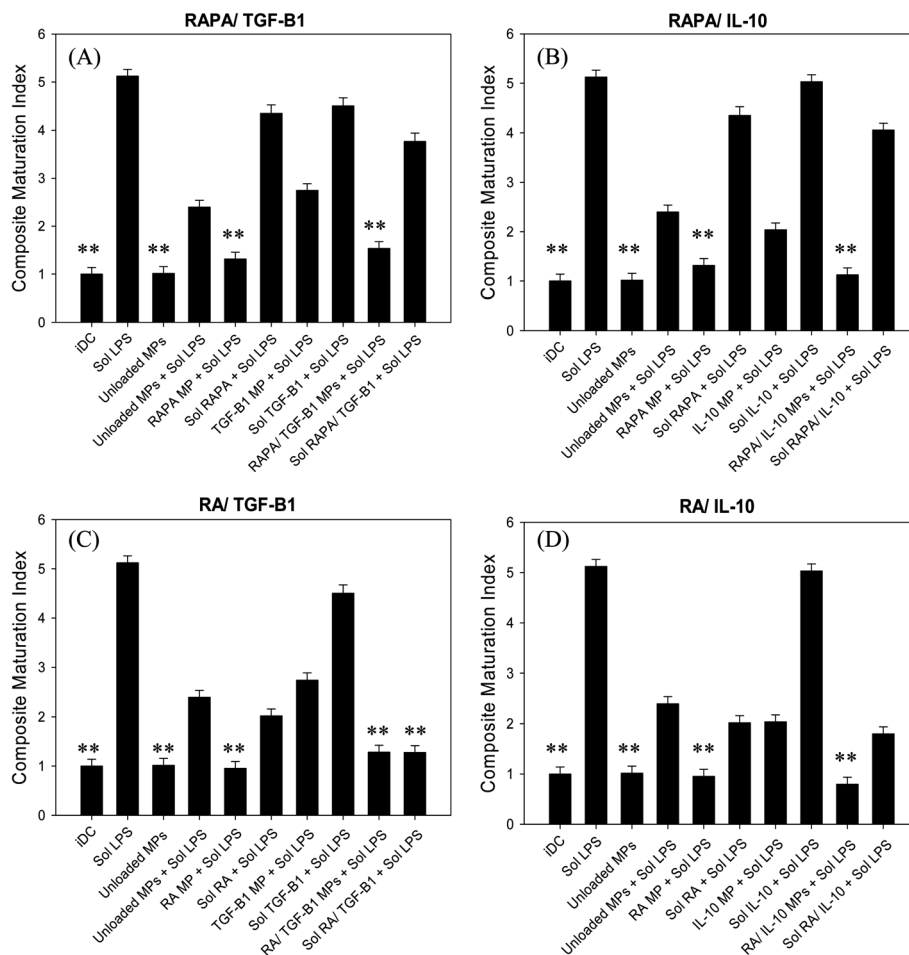 RAPA/ TGF-B1
(A)
Composite Maturation Index
6
5
4
3
2
1
0
**
**
**
**
iDC
Sol LPS
Unloaded MPs
Unloaded MPs + Sol LPS
RAPA MP + Sol LPS
Sol RAPA + Sol LPS
TGF-B1 MP + Sol LPS
Sol TGF-B1 + Sol LPS
RAPA/ TGF-B1 MPs + Sol LPS
Sol RAPA/ TGF-B1 + Sol LPS
RAPA/ IL-10
(B)
Composite Maturation Index
6
5
4
3
2
1
0
**
**
**
**
iDC
Sol LPS
Unloaded MPs
Unloaded MPs + Sol LPS
RAPA MP + Sol LPS
Sol RAPA + Sol LPS
IL-10 MP + Sol LPS
Sol IL-10 + Sol LPS
RAPA/ IL-10 MPs + Sol LPS
Sol RAPA/ IL-10 + Sol LPS
RA/ TGF-B1
(C)
Composite Maturation Index
6
5
4
3
2
1
0
**
**
**
**
**
iDC
Sol LPS
Unloaded MPs
Unloaded MPs + Sol LPS
RA MP + Sol LPS
Sol RA + Sol LPS
TGF-B1 MP + Sol LPS
Sol TGF-B1 + Sol LPS
RA/ TGF-B1 MPs + Sol LPS
Sol RA/ TGF-B1 + Sol LPS
RA/ IL-10
(D)
Composite Maturation Index
6
5
4
3
2
1
0
**
**
**
**
iDC
Sol LPS
Unloaded MPs
Unloaded MPs + Sol LPS
RA MP + Sol LPS
Sol RA + Sol LPS
IL-10 MP + Sol LPS
Sol IL-10 + Sol LPS
RA/ IL-10 MPs + Sol LPS
Sol RA/ IL-10 + Sol LPS